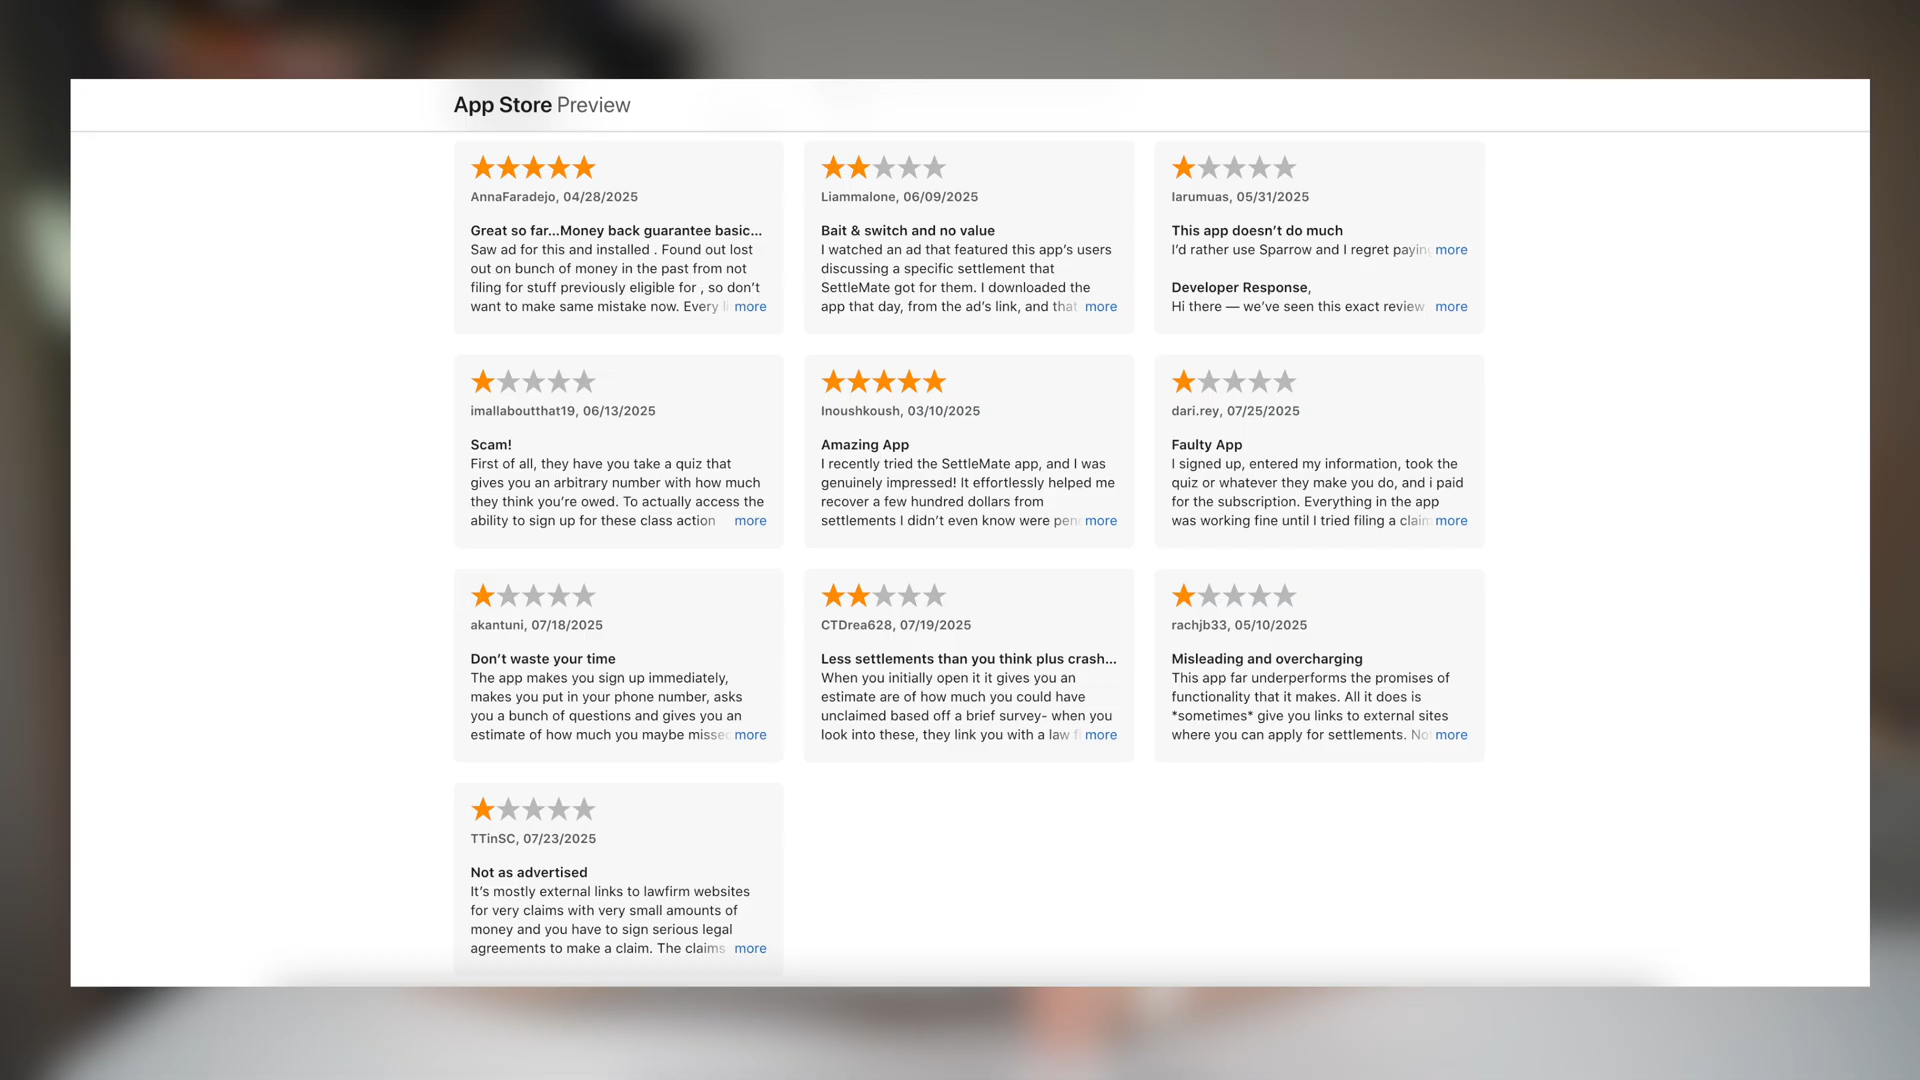 App Store Preview
AnnaFaradejo, 04/28/2025
Great so far...Money back guarantee basic...
Saw ad for this and installed . Found out lost
out on bunch of money in the past from not
filing for stuff previously eligible for , so don’t
want to make same mistake now. Every more
Liammalone, 06/09/2025
Bait & switch and no value
I watched an ad that featured this app’s users
discussing a specific settlement that
SettleMate got for them. I downloaded the
app that day, from the ad’s link, and that more
Iarumuas, 05/31/2025
This app doesn’t do much
I’d rather use Sparrow and I regret paying more
Developer Response,
Hi there — we’ve seen this exact review more
imallaboutthat19, 06/13/2025
Scam!
First of all, they have you take a quiz that
gives you an arbitrary number with how much
they think you’re owed. To actually access the
ability to sign up for these class action more
Inoushkoush, 03/10/2025
Amazing App
I recently tried the SettleMate app, and I was
genuinely impressed! It effortlessly helped me
recover a few hundred dollars from
settlements I didn’t even know were more
dari.rey, 07/25/2025
Faulty App
I signed up, entered my information, took the
quiz or whatever they make you do, and i paid
for the subscription. Everything in the app
was working fine until I tried filing a claim more
akantuni, 07/18/2025
Don’t waste your time
The app makes you sign up immediately,
makes you put in your phone number, asks
you a bunch of questions and gives you an
estimate of how much you maybe missed more
CTDrea628, 07/19/2025
Less settlements than you think plus crash...
When you initially open it it gives you an
estimate are of how much you could have
unclaimed based off a brief survey- when you
look into these, they link you with a law more
rachjb33, 05/10/2025
Misleading and overcharging
This app far underperforms the promises of
functionality that it makes. All it does is
*sometimes* give you links to external sites
where you can apply for settlements. more
TTinSC, 07/23/2025
Not as advertised
It’s mostly external links to lawfirm websites
for very claims with very small amounts of
money and you have to sign serious legal
agreements to make a claim. The claims more